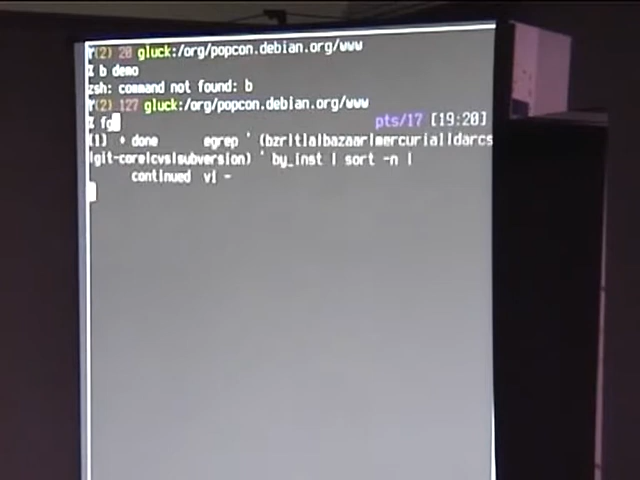 Y(2) 20 gluck:/org/popcon.debian.org/www
% b demo
zsh: command not found: b
Y(2) 127 gluck:/org/popcon.debian.org/www
% fg pts/17 [19:20]
[1] + done egrep ' (bzr|tla|bazaar|mercurial|darcs
|git-core|cvs|subversion) ' by_inst | sort -n |
continued vi -